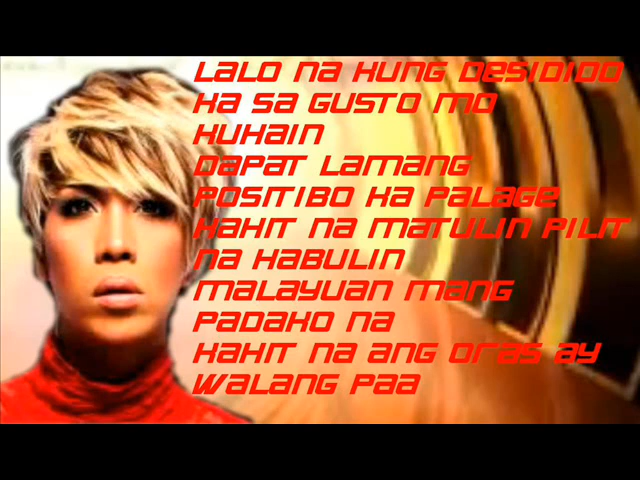 LALO NA KUNG DESIDIDO
KA SA GUSTO MO
KUHAIN
DAPAT LAMANG
POSITIBO KA PALAGE
KAHIT NA MATULIN PILIT
NA HABULIN
MALAYUAN MANG
PADAKO NA
KAHIT NA ANG ORAS AY
WALANG PAA